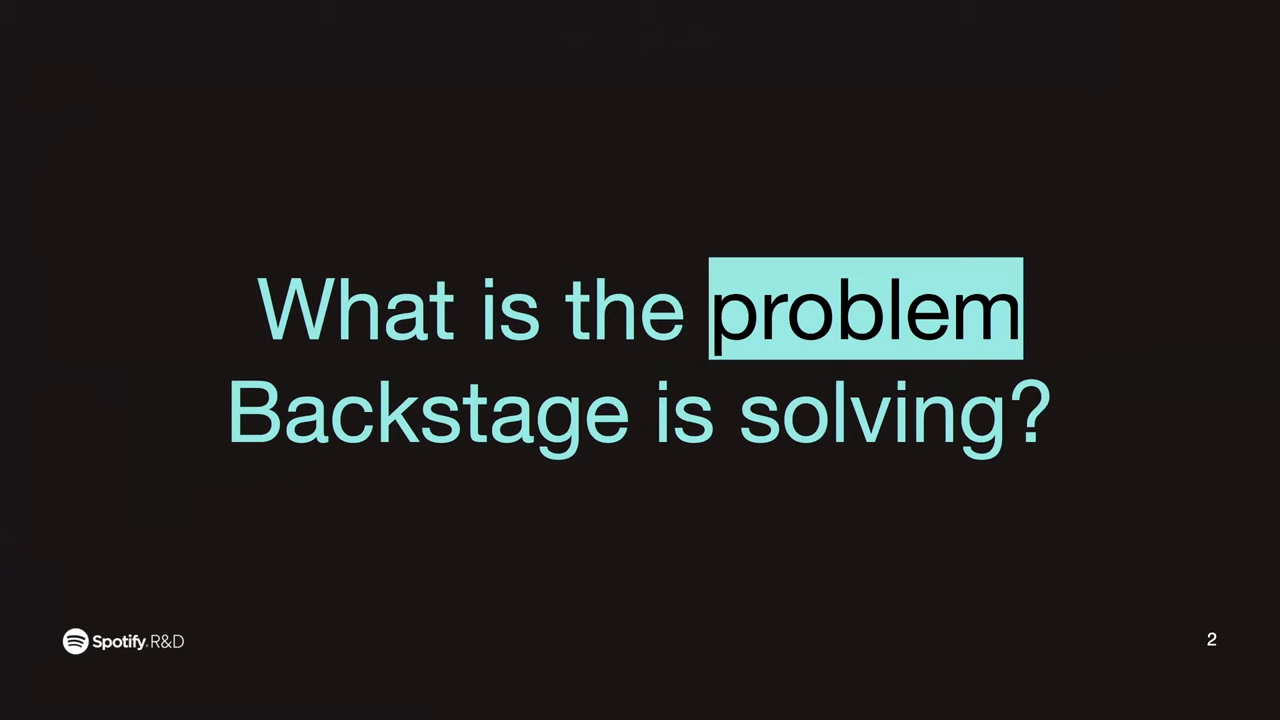 What is the problem
Backstage is solving?
Spotify R&D
2